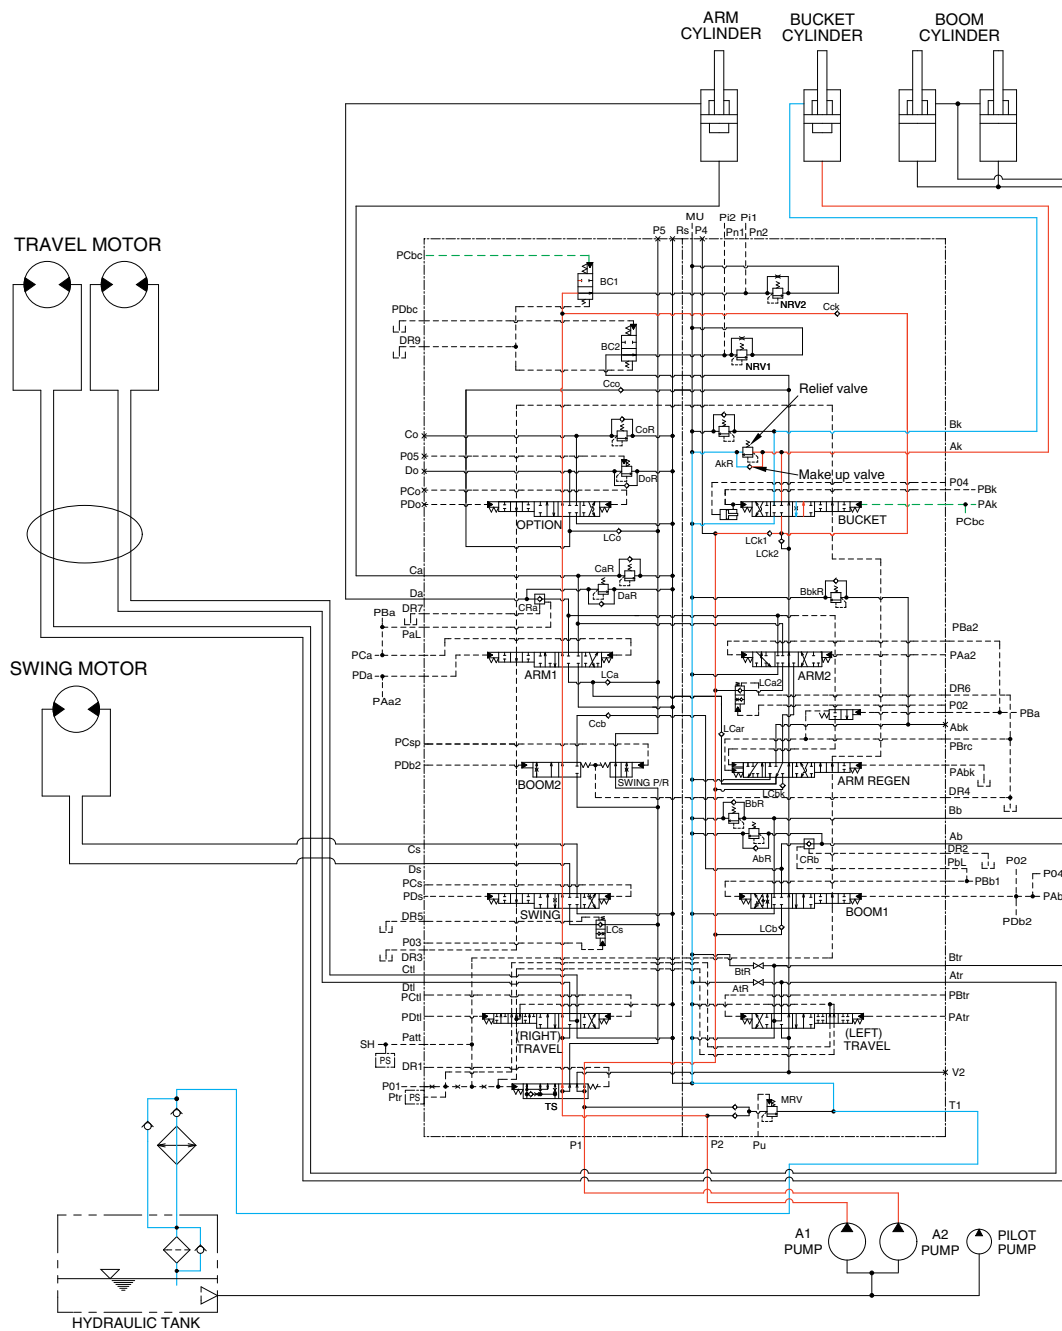 ARM
CYLINDER
BUCKET
CYLINDER
BOOM
CYLINDER
TRAVEL MOTOR
MU
Pi2
Pi1
P5
Rs
P4
Pn1
Pn2
PCbc
BC1
NRV2
Cck
PDbc
DR9
BC2
NRV1
Cco
Relief valve
Co
CoR
Bk
P05
Ak
Do
DoR
AkR
Make up valve
PCo
P04
PDo
PBk
PAk
OPTION
BUCKET
PCbc
LCo
LCk1
LCk2
Ca
CaR
Da
DaR
BbkR
DR7
CRa
PBa
PaL
PBa2
PCa
PAa2
PDa
ARM1
ARM2
PAa2
LCa
LCa2
DR6
P02
PBa
Ccb
LCar
Abk
PCsp
PBrc
PDb2
PAbk
BOOM2
SWING P/R
ARM REGEN
LCbk
DR4
SWING MOTOR
BbR
Bb
Ab
Cs
AbR
CRb
DR2
Ds
PbL
P02
PCs
PBb1
P04
PDs
PAb
SWING
BOOM1
DR5
LCs
PDb2
P03
LCb
DR3
Btr
Ctl
BtR
Atr
Dtl
AtR
PCtl
PBtr
PDtl
PAtr
(RIGHT)
TRAVEL
(LEFT)
TRAVEL
Patt
SH
PS
DR1
V2
P01
Ptr
PS
TS
MRV
T1
P1
P2
Pu
A1
PUMP
A2
PUMP
PILOT
PUMP
HYDRAULIC TANK